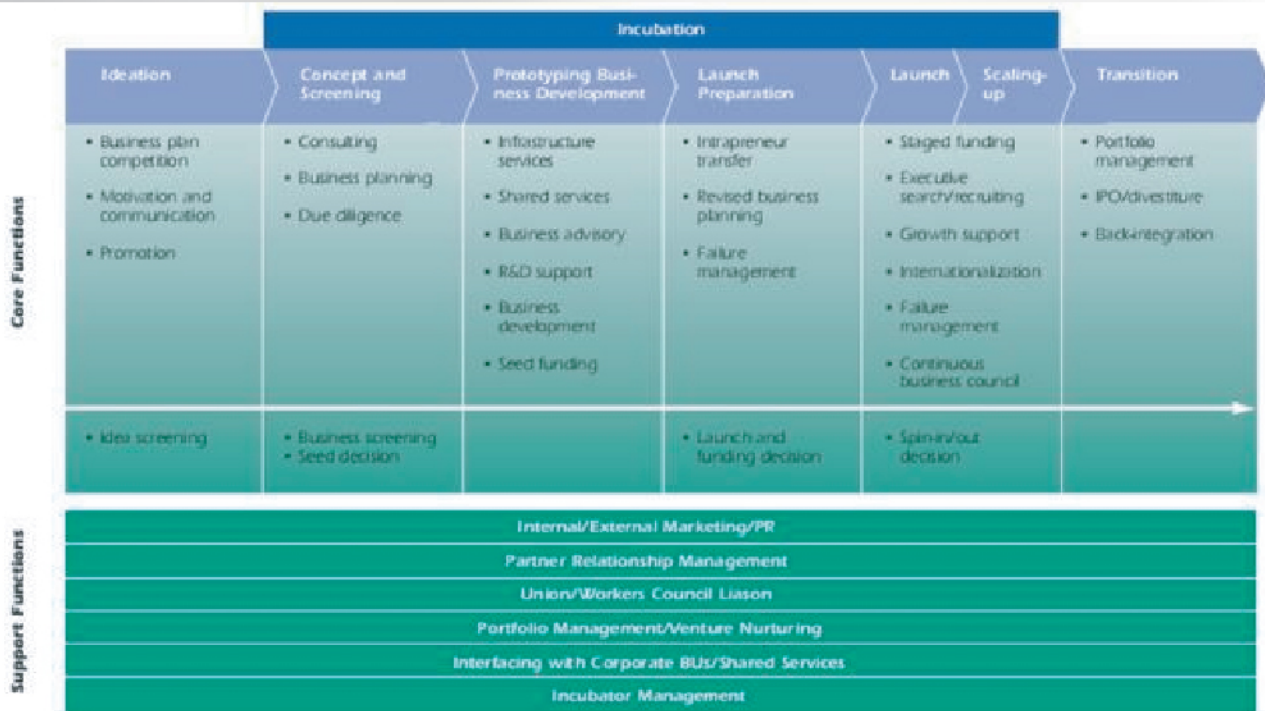 Incubation
Ideation
Concept and
Screening
Prototyping Busi-
ness Development
Launch
Preparation
Launch
Scaling-
up
Transition
Core Functions
• Business plan
competition
• Motivation and
communication
• Promotion
• Consulting
• Business planning
• Due diligence
• Infrastructure
services
• Shared services
• Business advisory
• R&D support
• Business
development
• Seed funding
• Intrapreneur
transfer
• Revised business
planning
• Failure
management
• Staged funding
• Executive
search/recruiting
• Growth support
• Internationalization
• Failure
management
• Continuous
business council
• Portfolio
management
• IPO/divestiture
• Back-integration
• Idea screening
• Business screening
• Seed decision
• Launch and
funding decision
• Spin-in/out
decision
Support Functions
Internal/External Marketing/PR
Partner Relationship Management
Union/Workers Council Liason
Portfolio Management/Venture Nurturing
Interfacing with Corporate BUs/Shared Services
Incubator Management